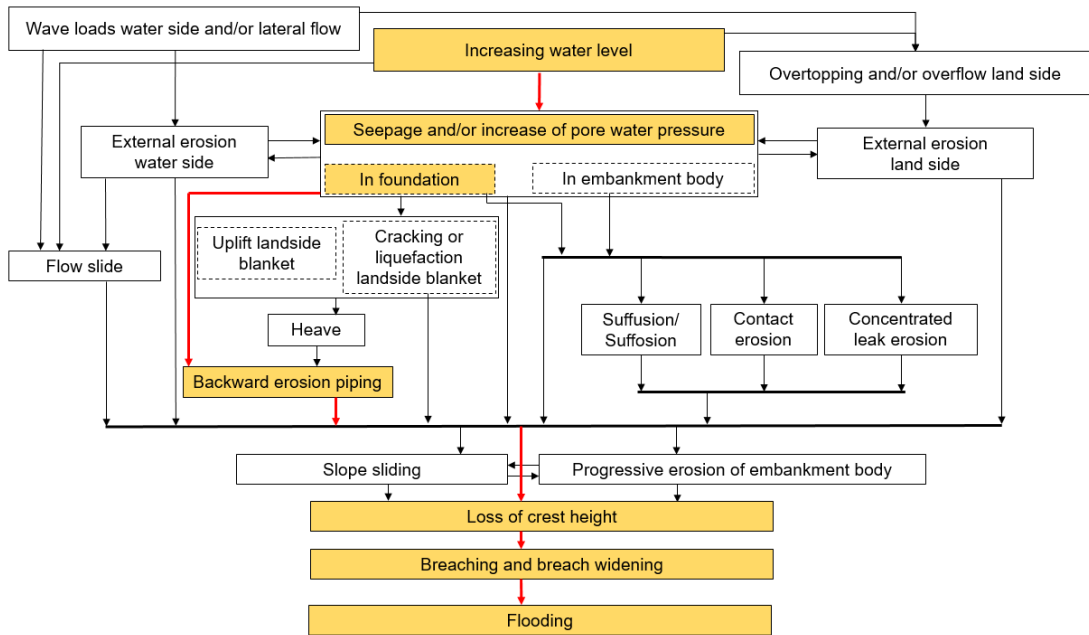 Wave loads water side and/or lateral flow
Increasing water level
Overtopping and/or overflow land side
Seepage and/or increase of pore water pressure
External erosion
water side
External erosion
land side
In foundation
In embankment body
Uplift landside
blanket
Cracking or
liquefaction
landside blanket
Flow slide
Heave
Suffusion/
Suffosion
Contact
erosion
Concentrated
leak erosion
Backward erosion piping
Slope sliding
Progressive erosion of embankment body
Loss of crest height
Breaching and breach widening
Flooding